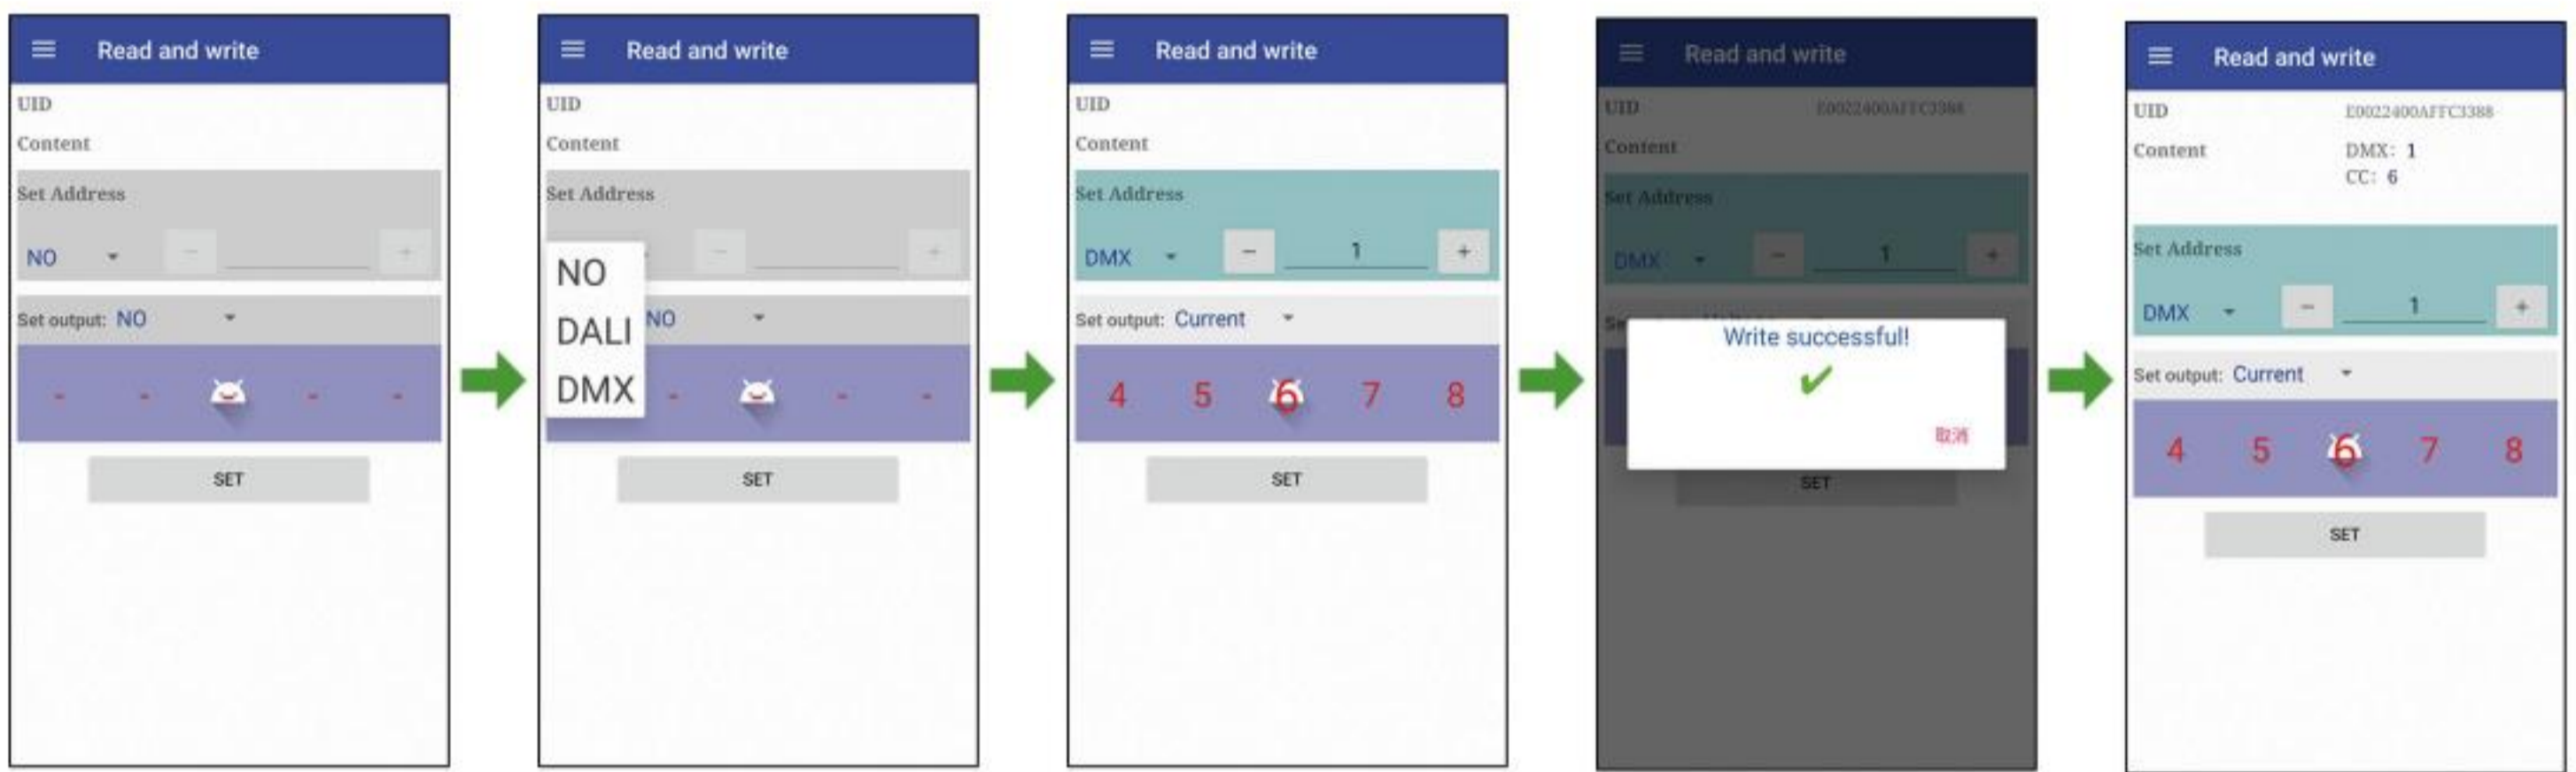 Read and write
UID
Content
Set Address
NO
Set output: NO
- - - -
SET
Read and write
UID
Content
Set Address
NO
DALI
DMX
NO
- - -
SET
Read and write
UID
Content
Set Address
DMX - 1 +
Set output: Current
4 5 6 7 8
SET
Read and write
UID E0022400AFFC3388
Content
Set Address
DMX - 1 +
Write successful!
取消
SET
Read and write
UID E0022400AFFC3388
Content DMX: 1
CC: 6
Set Address
DMX - 1 +
Set output: Current
4 5 6 7 8
SET